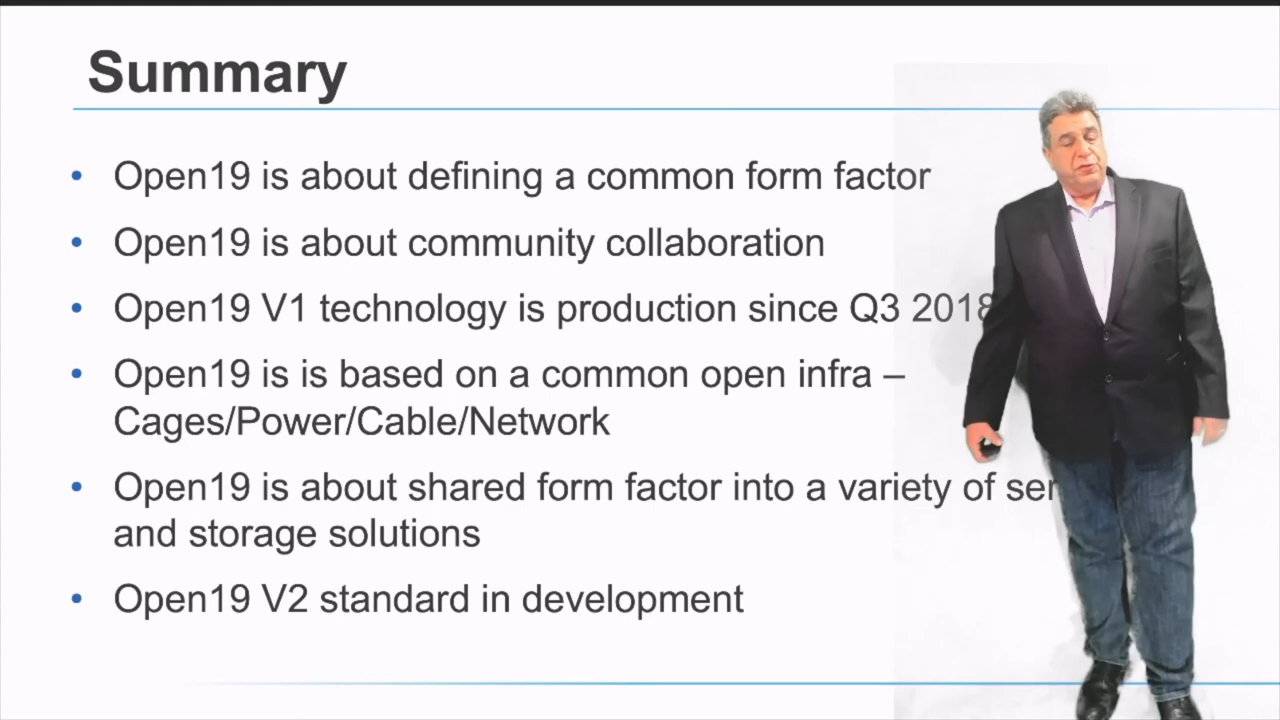 Summary
• Open19 is about defining a common form factor
• Open19 is about community collaboration
• Open19 V1 technology is production since Q3 2018
• Open19 is is based on a common open infra –
Cages/Power/Cable/Network
• Open19 is about shared form factor into a variety of
and storage solutions
• Open19 V2 standard in development